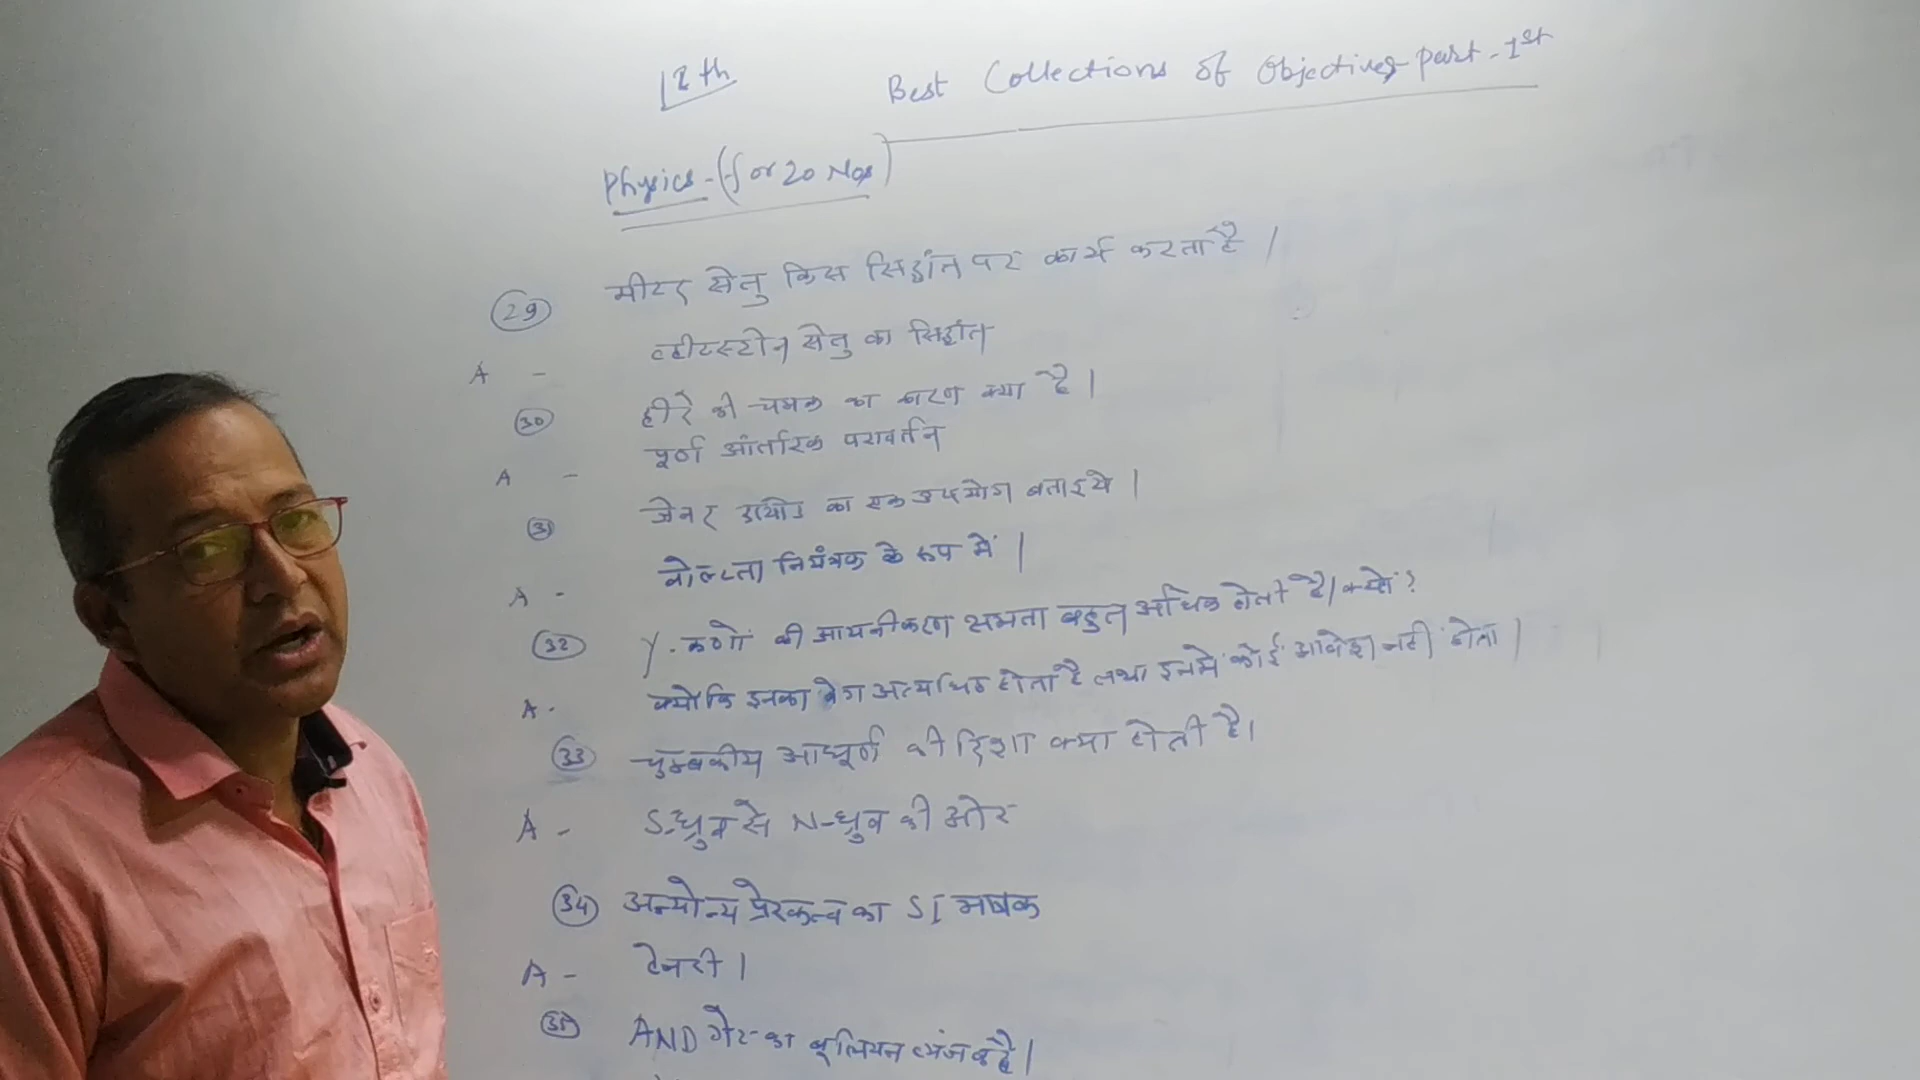 12th Best Collections of Objectives Part-1st
Physics-(for 20 Nos)
(29) मीटर सेतु किस सिद्धांत पर कार्य करता है |
A - व्हीटस्टोन सेतु का सिद्धांत
(30) हीरे की चमक का कारण क्या है |
A - पूर्ण आंतरिक परावर्तन
(31) जेनर डायोड का एक उपयोग बताइये |
A - वोल्टता नियंत्रक के रूप में |
(32) γ-कणों की आयनीकरण क्षमता बहुत अधिक होती है| क्यों?
A. क्योंकि इनका वेग अत्यधिक होता है तथा इनमें कोई आवेश नही होता |
(33) चुम्बकीय आघूर्ण की दिशा क्या होती है।
A - S-ध्रुव से N-ध्रुव की ओर
(34) अन्योन्य प्रेरकत्व का SI मात्रक
A - हेनरी |
(35) AND गेट का बूलियन व्यंजक है |